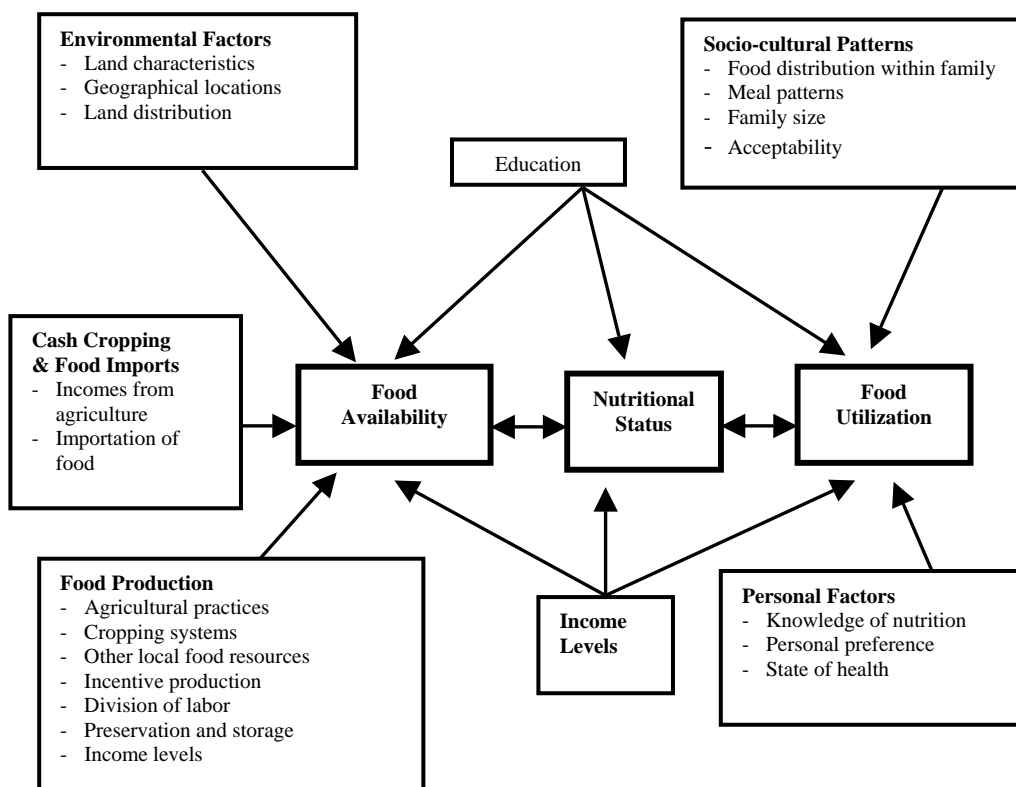 Environmental Factors
- Land characteristics
- Geographical locations
- Land distribution
Socio-cultural Patterns
- Food distribution within family
- Meal patterns
- Family size
- Acceptability
Education
Cash Cropping
& Food Imports
- Incomes from
agriculture
- Importation of
food
Food
Availability
Nutritional
Status
Food
Utilization
Food Production
- Agricultural practices
- Cropping systems
- Other local food resources
- Incentive production
- Division of labor
- Preservation and storage
- Income levels
Income
Levels
Personal Factors
- Knowledge of nutrition
- Personal preference
- State of health